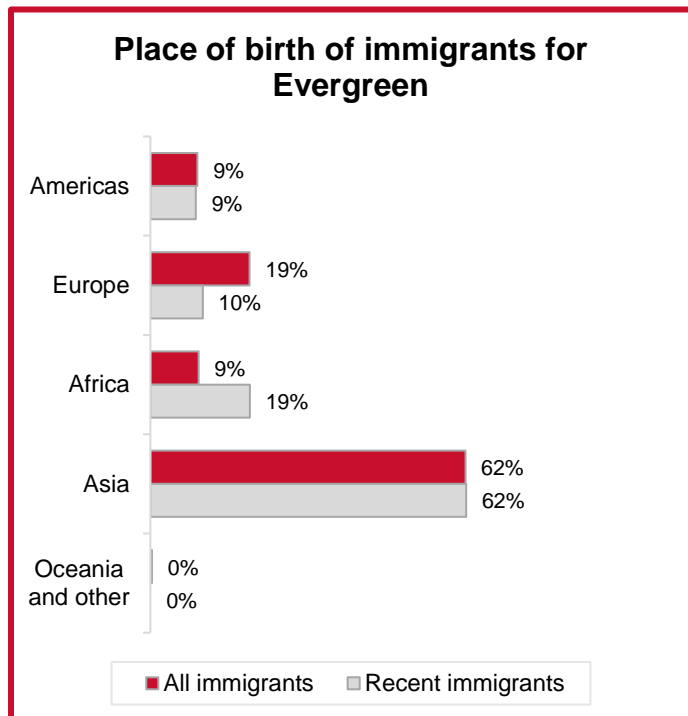 Place of birth of immigrants for
Evergreen
Americas
9%
9%
Europe
19%
10%
Africa
9%
19%
Asia
62%
62%
Oceania
and other
0%
0%
All immigrants
Recent immigrants